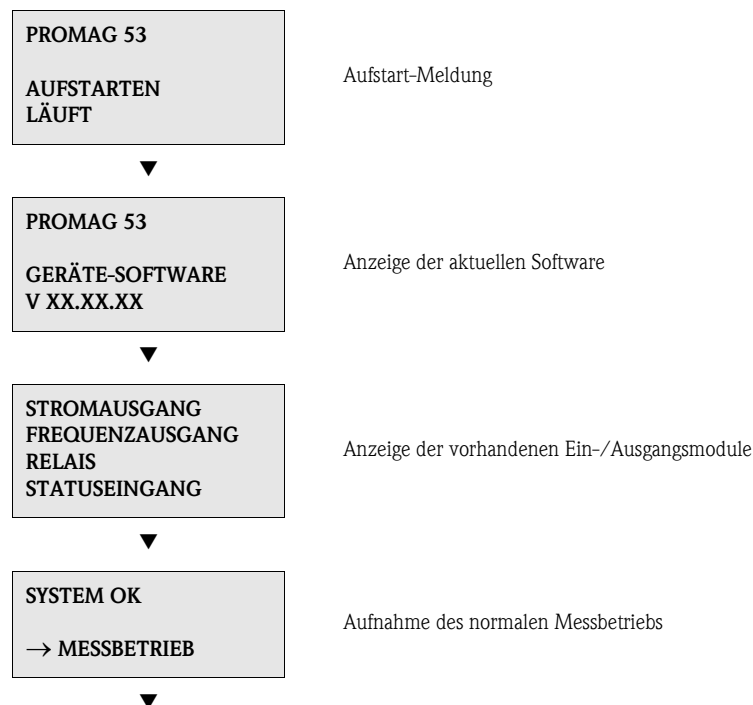 PROMAG 53
AUFSTARTEN
LÄUFT
Aufstart-Meldung
▼
PROMAG 53
GERÄTE-SOFTWARE
V XX.XX.XX
Anzeige der aktuellen Software
▼
STROMAUSGANG
FREQUENZAUSGANG
RELAIS
STATUSEINGANG
Anzeige der vorhandenen Ein-/Ausgangsmodule
▼
SYSTEM OK
→ MESSBETRIEB
Aufnahme des normalen Messbetriebs
▼